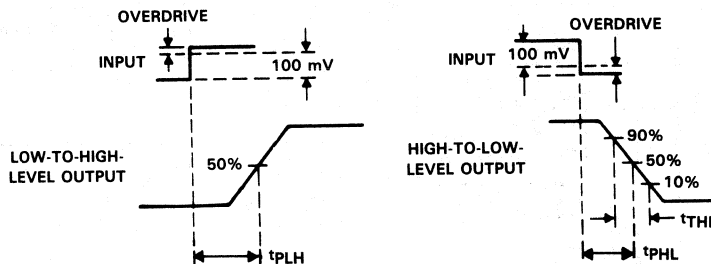 OVERDRIVE
INPUT
100 mV
LOW-TO-HIGH-
LEVEL OUTPUT
50%
tPLH
OVERDRIVE
INPUT
100 mV
HIGH-TO-LOW-
LEVEL OUTPUT
90%
50%
10%
tTHL
tPHL